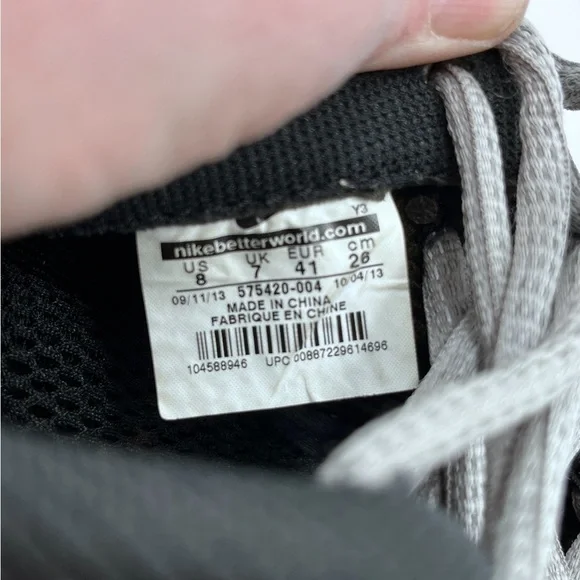 Y3
nikebetterworld.com
US UK EUR cm
8 7 41 26
09/11/13 575420-004 10/04/13
MADE IN CHINA
FABRIQUE EN CHINE
104588946 UPC 00887229614696